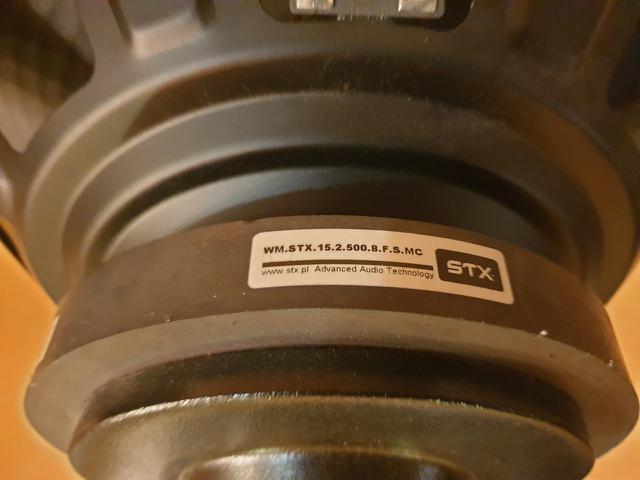 WM.STX.15.2.500.8.F.S.MC
www.stx.pl Advanced Audio Technology
STX